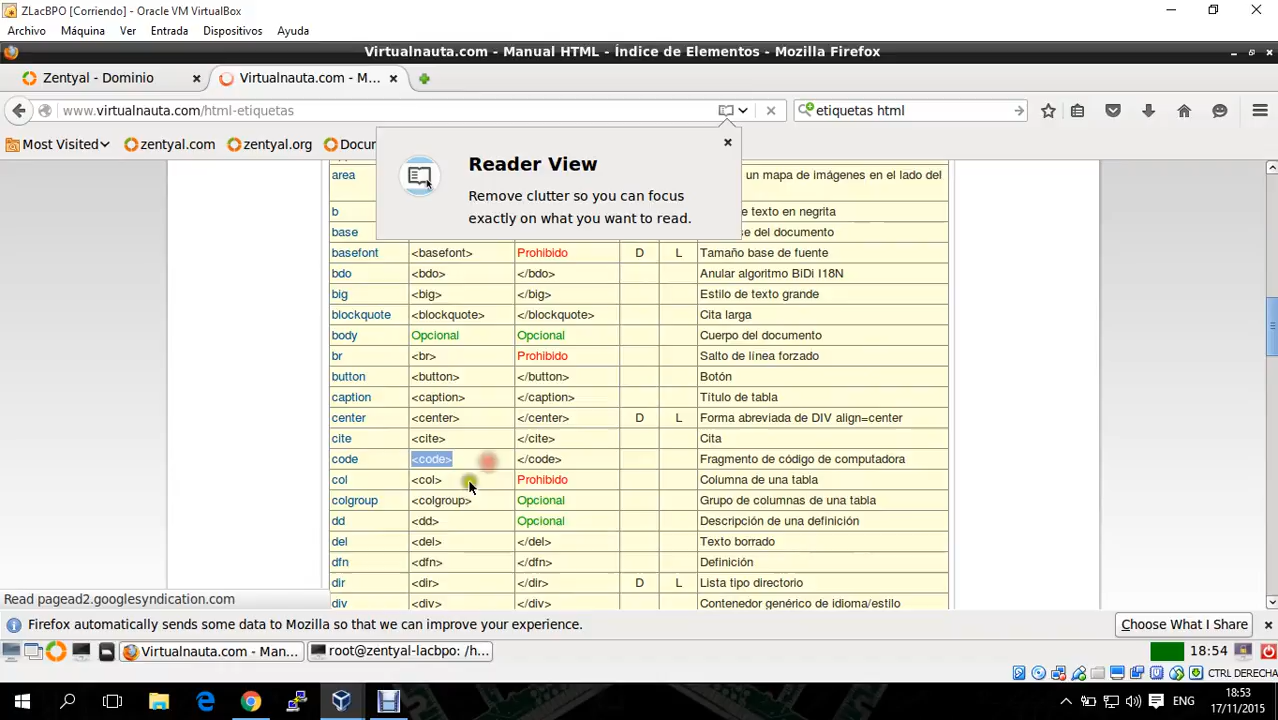 ZLacBPO [Corriendo] - Oracle VM VirtualBox
Archivo Máquina Ver Entrada Dispositivos Ayuda
Virtualnauta.com - Manual HTML - Índice de Elementos - Mozilla Firefox
Zentyal - Dominio Virtualnauta.com - M...
www.virtualnauta.com/html-etiquetas etiquetas html
Most Visited zentyal.com zentyal.org Docum
Reader View
Remove clutter so you can focus
exactly on what you want to read.
area un mapa de imágenes en el lado del
b e texto en negrita
base se del documento
basefont <basefont> Prohibido D L Tamaño base de fuente
bdo <bdo> </bdo> Anular algoritmo BiDi I18N
big <big> </big> Estilo de texto grande
blockquote <blockquote> </blockquote> Cita larga
body Opcional Opcional Cuerpo del documento
br <br> Prohibido Salto de línea forzado
button <button> </button> Botón
caption <caption> </caption> Título de tabla
center <center> </center> D L Forma abreviada de DIV align=center
cite <cite> </cite> Cita
code <code> </code> Fragmento de código de computadora
col <col> Prohibido Columna de una tabla
colgroup <colgroup> Opcional Grupo de columnas de una tabla
dd <dd> Opcional Descripción de una definición
del <del> </del> Texto borrado
dfn <dfn> </dfn> Definición
dir <dir> </dir> D L Lista tipo directorio
div <div> </div> Contenedor genérico de idioma/estilo
Read pagead2.googlesyndication.com
Firefox automatically sends some data to Mozilla so that we can improve your experience. Choose What I Share
Virtualnauta.com - Man... root@zentyal-lacbpo: /h... 18:54
CTRL DERECHA
ENG 18:53
17/11/2015